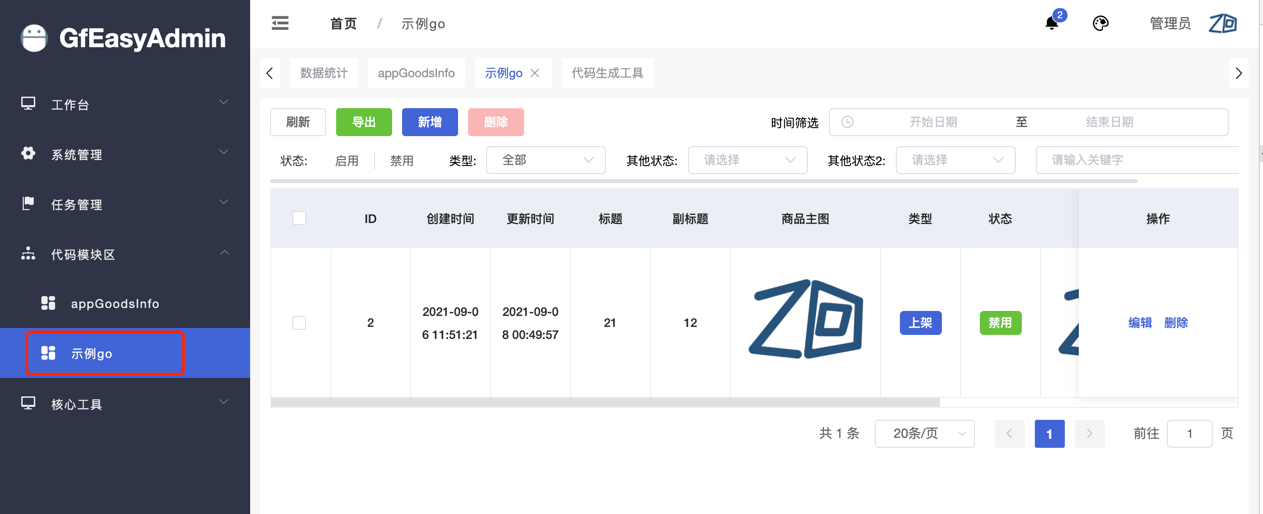 GfEasyAdmin
工作台
系统管理
任务管理
代码模块区
appGoodsInfo
示例go
核心工具
首页 / 示例go
2
管理员
数据统计 appGoodsInfo 示例go 代码生成工具
刷新 导出 新增 删除 时间筛选 开始日期 至 结束日期
状态: 启用 禁用 类型: 全部 其他状态: 请选择 其他状态2: 请选择 请输入关键字
ID 创建时间 更新时间 标题 副标题 商品主图 类型 状态 操作
2 2021-09-0 2021-09-0 21 12 上架 禁用 编辑 删除
6 11:51:21 8 00:49:57
共 1 条 20条/页 1 前往 1 页